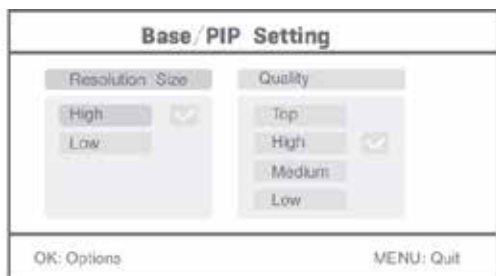 Base/PIP Setting
Resolution Size
High
Low
Quality
Top
High
Medium
Low
OK: Options
MENU: Quit